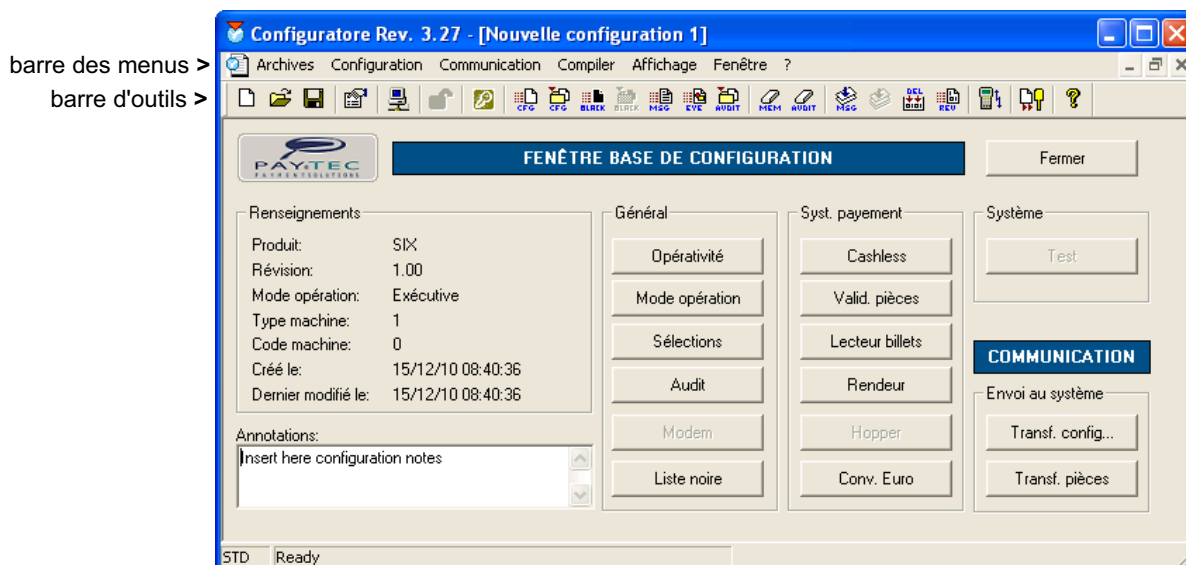 Configuratore Rev. 3.27 - [Nouvelle configuration 1]
barre des menus >
Archives Configuration Communication Compiler Affichage Fenêtre ?
barre d'outils >
CFG CFG BLACK BLACK MSG EVE AUDIT MEM AUDIT MSG DEL REV
PAYTEC
PAYMENTSOLUTIONS
FENÊTRE BASE DE CONFIGURATION
Fermer
Renseignements
Produit: SIX
Révision: 1.00
Mode opération: Exécutive
Type machine: 1
Code machine: 0
Créé le: 15/12/10 08:40:36
Dernier modifié le: 15/12/10 08:40:36
Annotations:
Insert here configuration notes
Général
Opérativité
Mode opération
Sélections
Audit
Modem
Liste noire
Syst. payement
Cashless
Valid. pièces
Lecteur billets
Rendeur
Hopper
Conv. Euro
Système
Test
COMMUNICATION
Envoi au système
Transf. config...
Transf. pièces
STD Ready